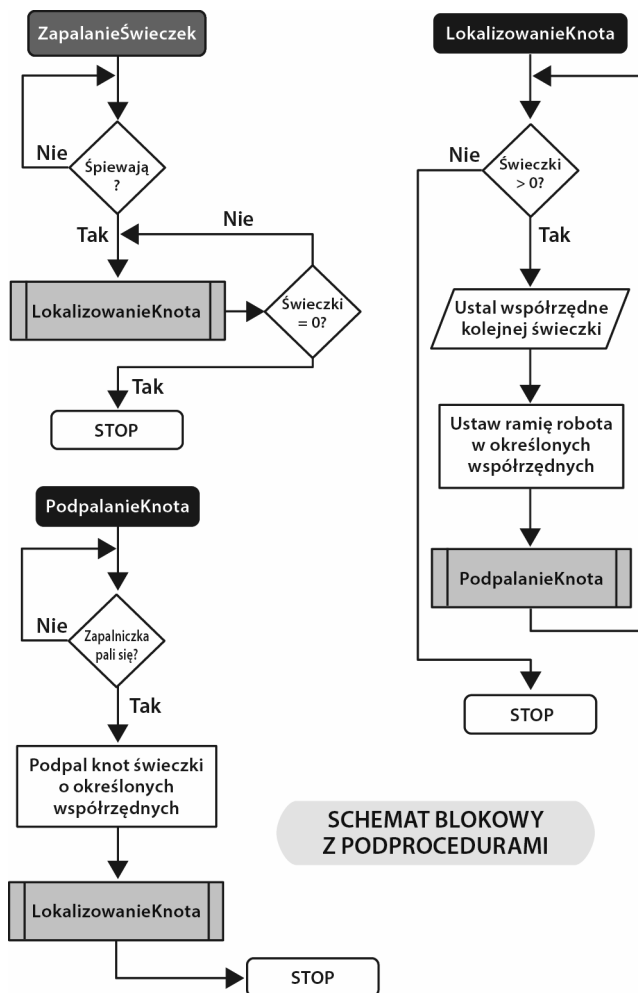 ZapalanieŚwieczek
Nie
Śpiewają
?
Tak
Nie
LokalizowanieKnota
Świeczki
= 0?
Tak
STOP
PodpalanieKnota
Nie
Zapalniczka
pali się?
Tak
Podpal knot świeczki
o określonych
współrzędnych
LokalizowanieKnota
STOP
LokalizowanieKnota
Nie
Świeczki
> 0?
Tak
Ustal współrzędne
kolejnej świeczki
Ustaw ramię robota
w określonych
współrzędnych
PodpalanieKnota
STOP
SCHEMAT BLOKOWY
Z PODPROCEDURAMI